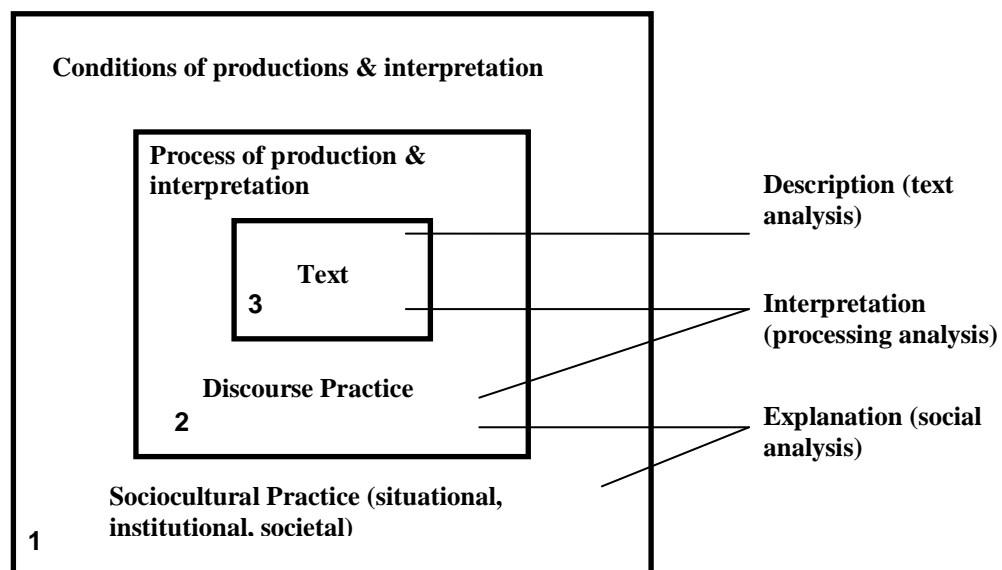 Conditions of productions & interpretation
Process of production &
interpretation
Description (text
analysis)
Text
3
Interpretation
(processing analysis)
Discourse Practice
2
Explanation (social
analysis)
Sociocultural Practice (situational,
institutional, societal)
1